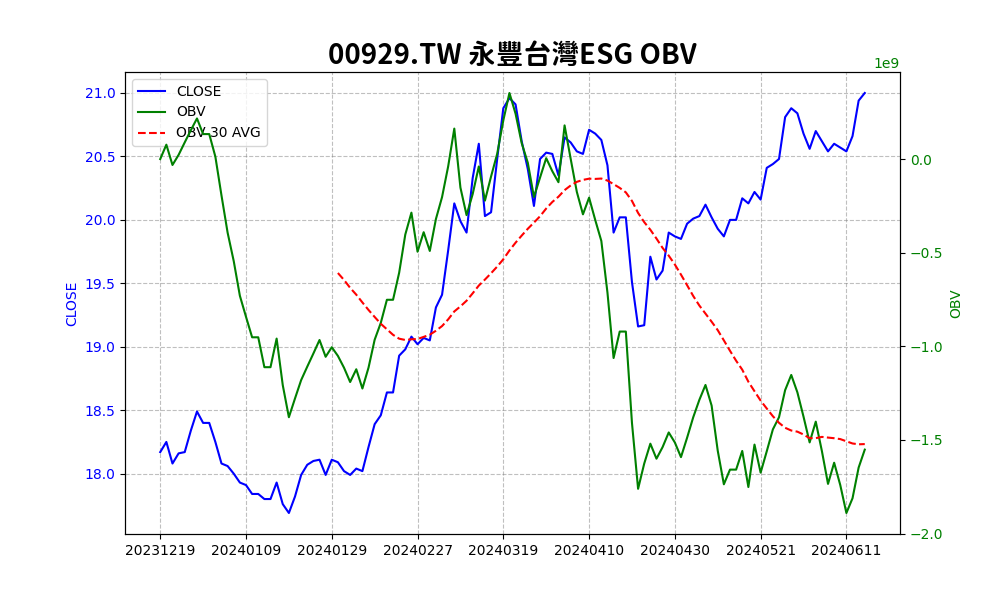 00929.TW 永豐台灣ESG OBV
1e9
CLOSE
OBV
OBV 30 AVG
21.0
20.5
20.0
19.5
19.0
18.5
18.0
CLOSE
0.0
−0.5
−1.0
−1.5
−2.0
OBV
20231219 20240109 20240129 20240227 20240319 20240410 20240430 20240521 20240611